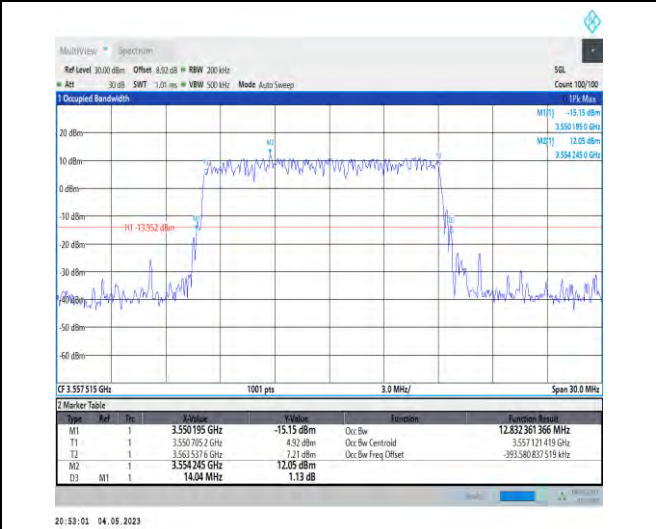 MultiView Spectrum
Ref Level 30.00 dBm Offset 8.92 dB RBW 200 kHz SGL
Att 30 dB SWT 1.01 ms VBW 500 kHz Mode Auto Sweep Count 100/100
1 Occupied Bandwidth 1Pk Max
M1[1] -15.15 dBm
3.550 195 0 GHz
20 dBm
M2[1] 12.05 dBm
3.554 245 0 GHz
M2
10 dBm
0 dBm
-10 dBm
H1 -13.952 dBm
-20 dBm
-30 dBm
-40 dBm
-50 dBm
-60 dBm
CF 3.557 515 GHz 1001 pts 3.0 MHz/ Span 30.0 MHz
2 Marker Table
Type Ref Trc X-Value Y-Value Function Function Result
M1 1 3.550195 GHz -15.15 dBm Occ Bw 12.832 361 366 MHz
T1 1 3.550 705 2 GHz 4.92 dBm Occ Bw Centroid 3.557 121 419 GHz
T2 1 3.563 537 6 GHz 7.21 dBm Occ Bw Freq Offset -393.580 837 519 kHz
M2 1 3.554245 GHz 12.05 dBm
D3 M1 1 14.04 MHz 1.13 dB
20:53:01 04.05.2023